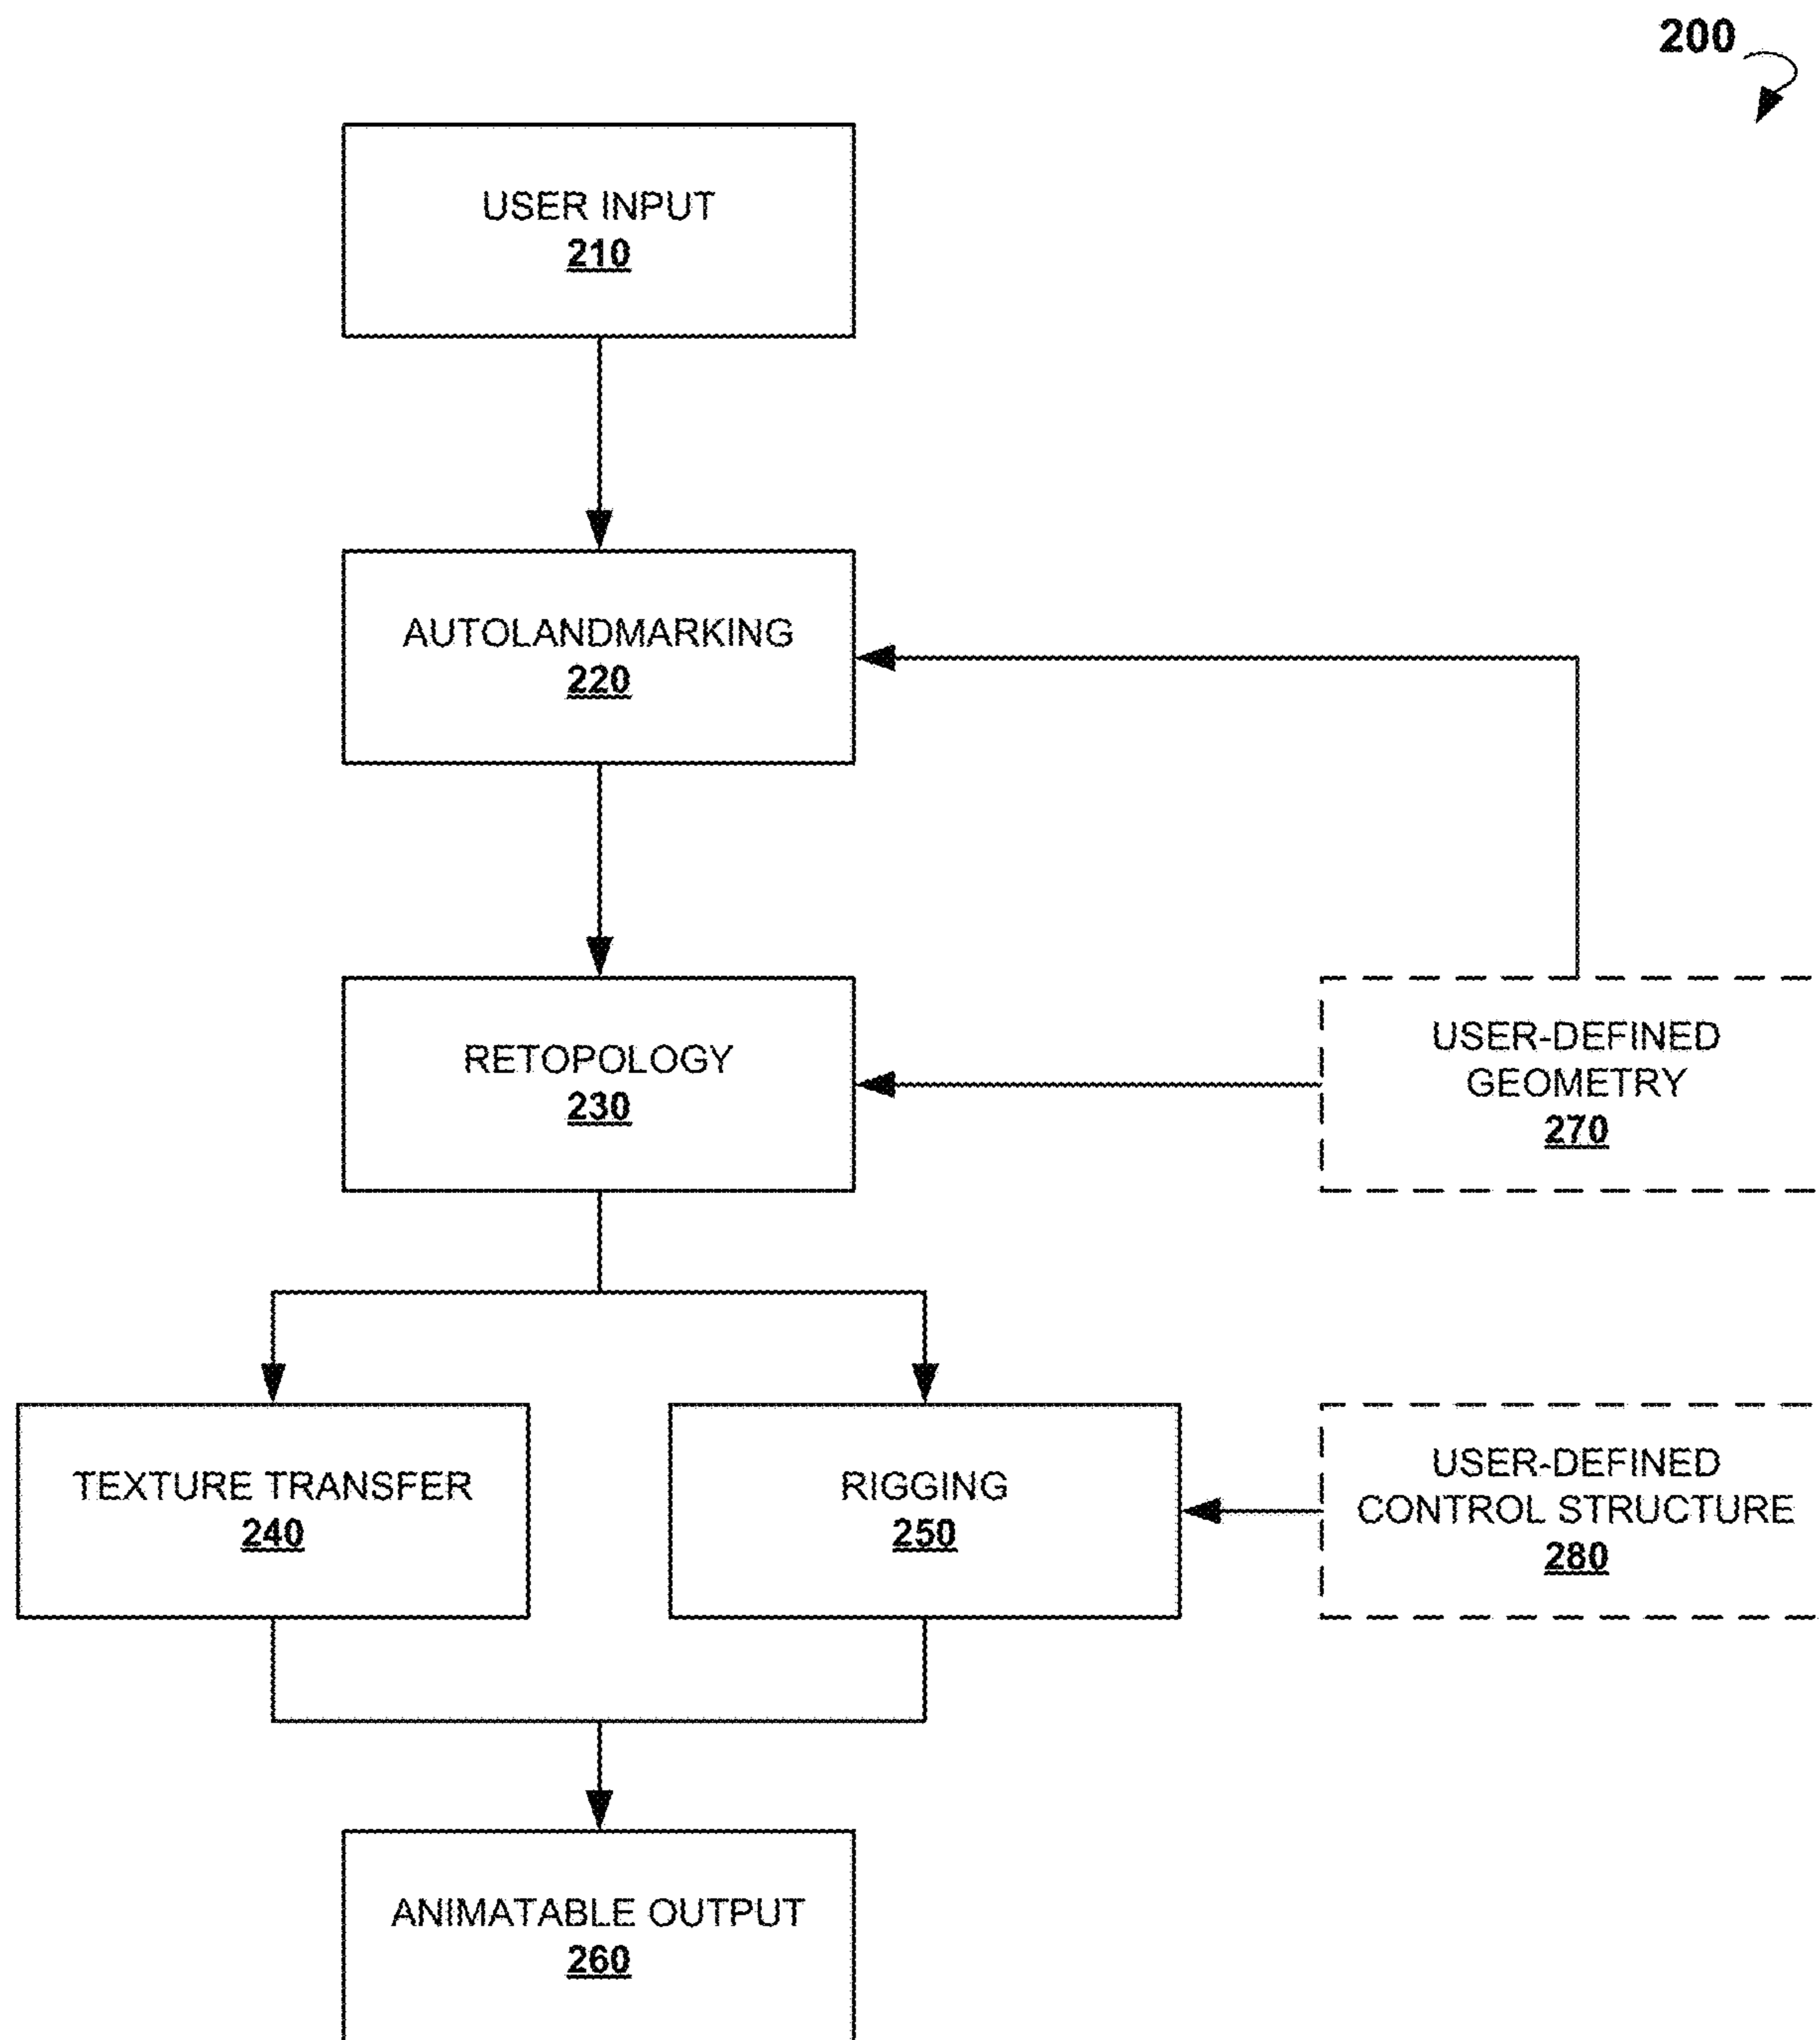 200
USER INPUT
210
AUTOLANDMARKING
220
RETOPOLOGY
230
USER-DEFINED
GEOMETRY
270
TEXTURE TRANSFER
240
RIGGING
250
USER-DEFINED
CONTROL STRUCTURE
280
ANIMATABLE OUTPUT
260